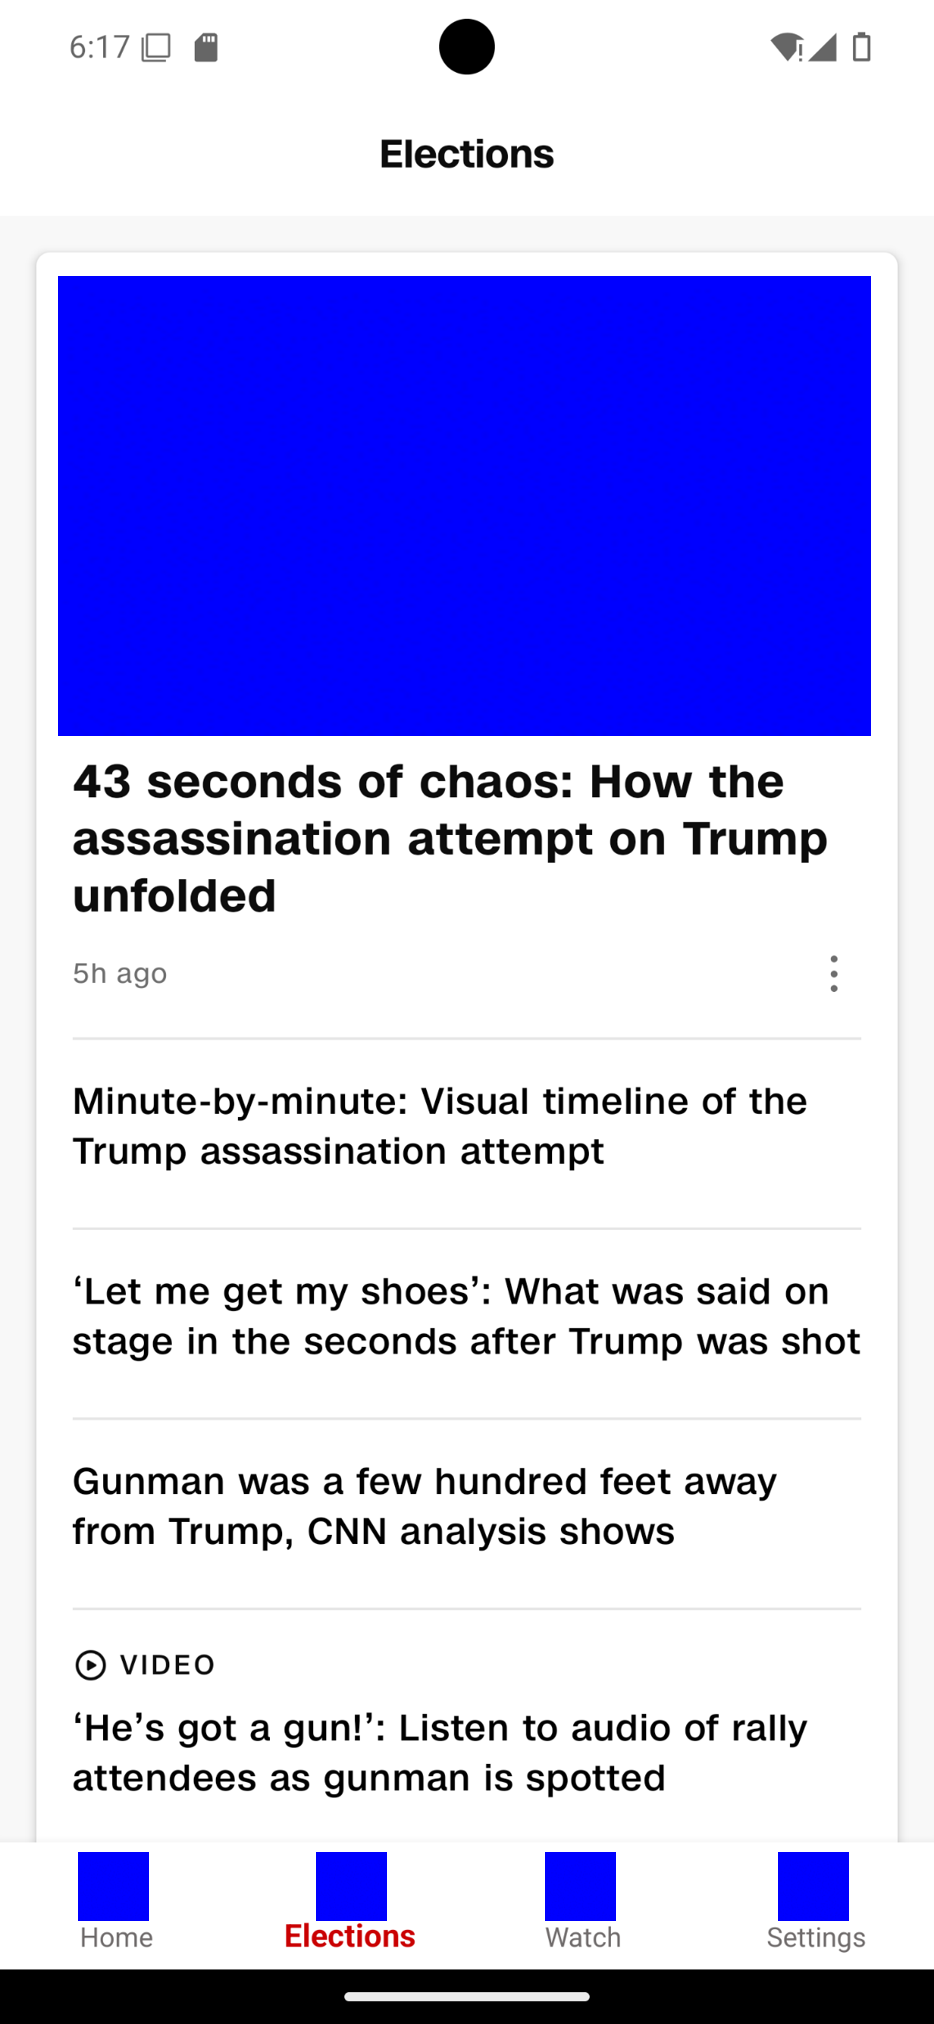 6:17
Elections
43 seconds of chaos: How the
assassination attempt on Trump
unfolded
5h ago
Minute-by-minute: Visual timeline of the
Trump assassination attempt
‘Let me get my shoes’: What was said on
stage in the seconds after Trump was shot
Gunman was a few hundred feet away
from Trump, CNN analysis shows
VIDEO
‘He’s got a gun!’: Listen to audio of rally
attendees as gunman is spotted
Home Elections Watch Settings